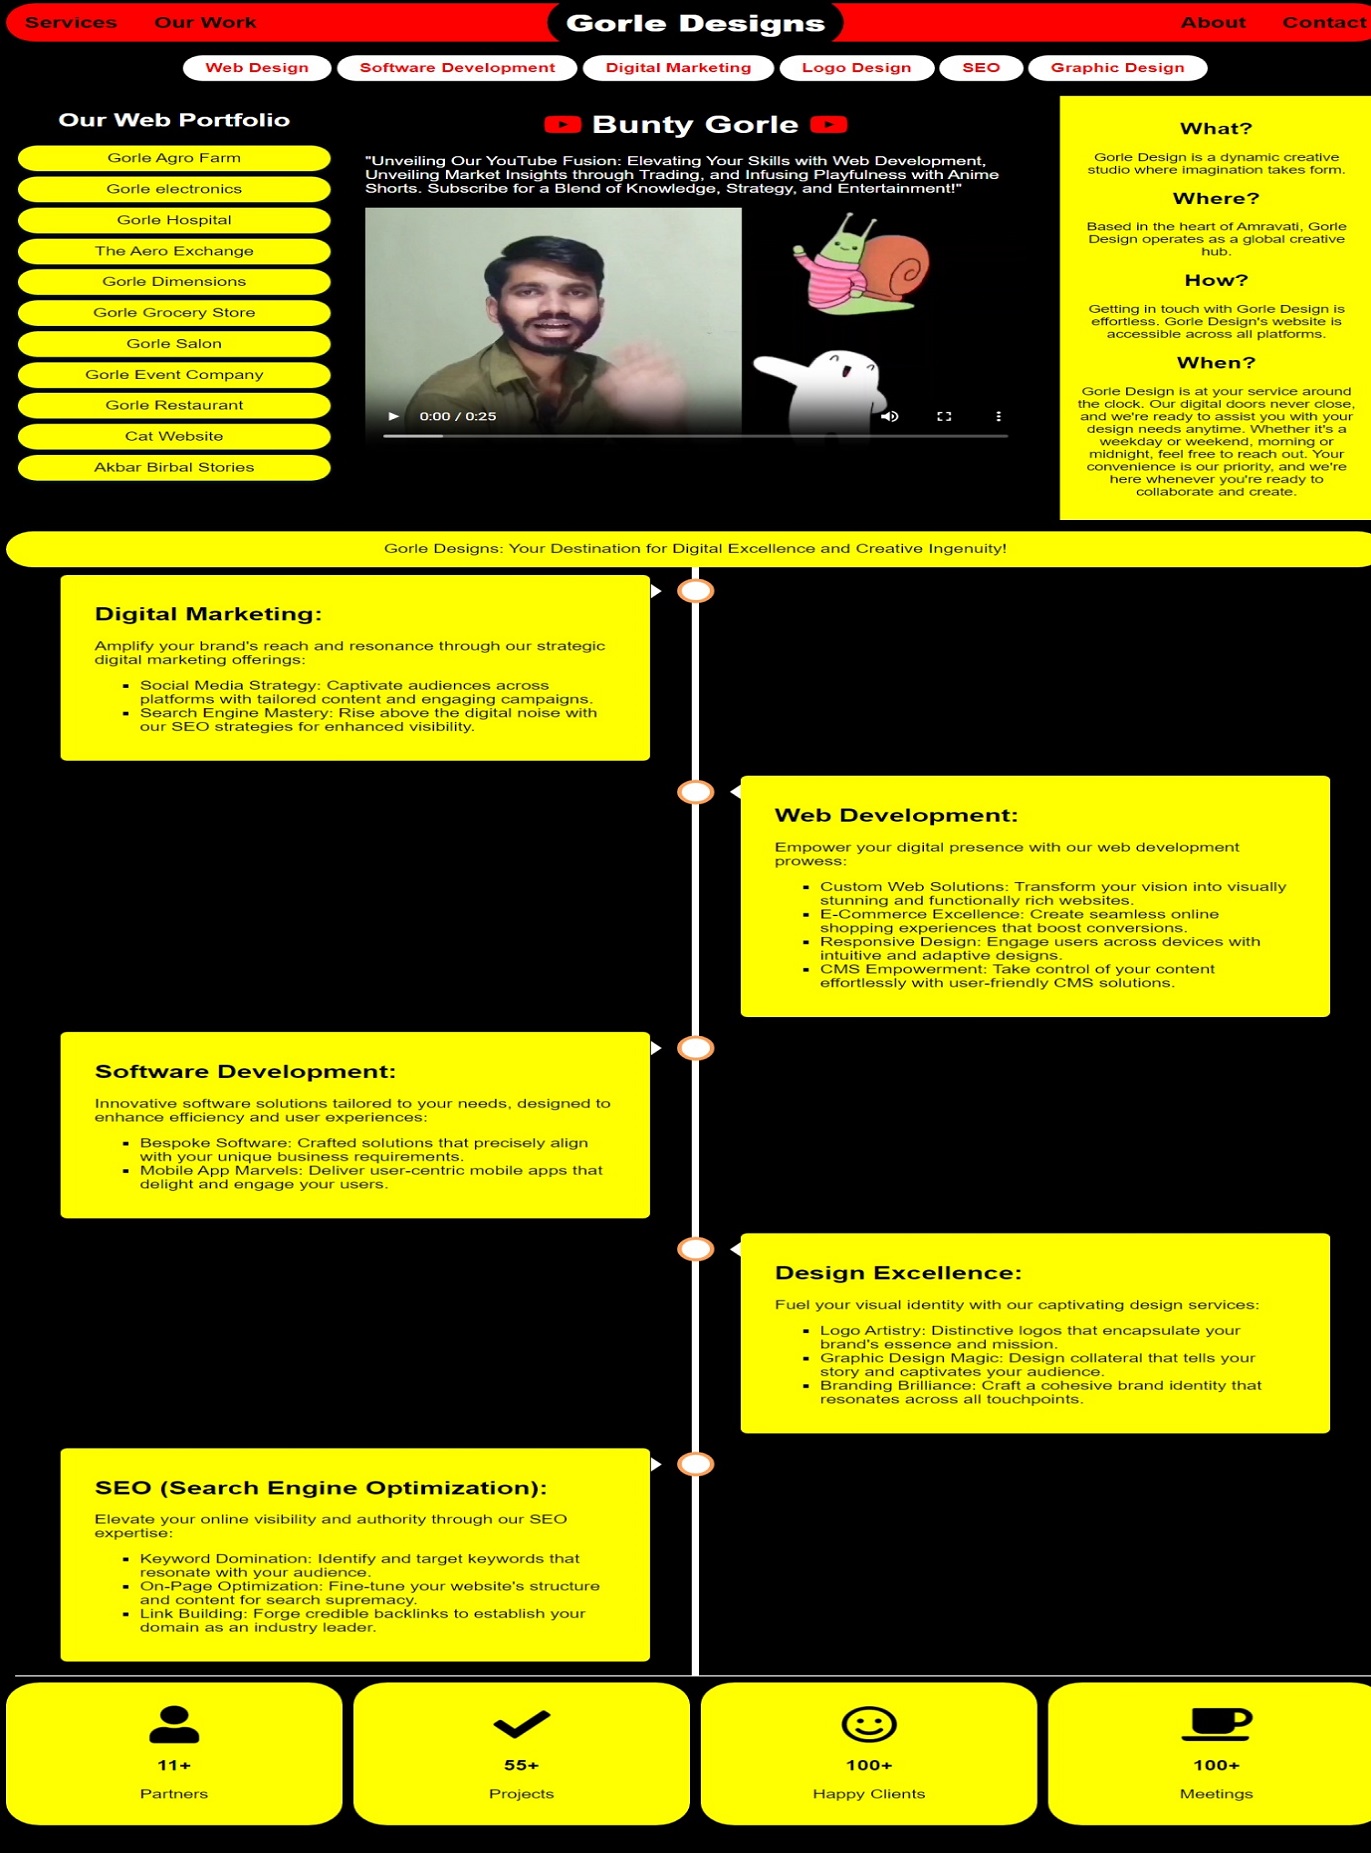 Services Our Work Gorle Designs About Contact
Web Design Software Development Digital Marketing Logo Design SEO Graphic Design
Our Web Portfolio
Gorle Agro Farm
Gorle electronics
Gorle Hospital
The Aero Exchange
Gorle Dimensions
Gorle Grocery Store
Gorle Salon
Gorle Event Company
Gorle Restaurant
Cat Website
Akbar Birbal Stories
Bunty Gorle
"Unveiling Our YouTube Fusion: Elevating Your Skills with Web Development,
Unveiling Market Insights through Trading, and Infusing Playfulness with Anime
Shorts. Subscribe for a Blend of Knowledge, Strategy, and Entertainment!"
0:00 / 0:25
What?
Gorle Design is a dynamic creative
studio where imagination takes form.
Where?
Based in the heart of Amravati, Gorle
Design operates as a global creative
hub.
How?
Getting in touch with Gorle Design is
effortless. Gorle Design's website is
accessible across all platforms.
When?
Gorle Design is at your service around
the clock. Our digital doors never close,
and we're ready to assist you with your
design needs anytime. Whether it's a
weekday or weekend, morning or
midnight, feel free to reach out. Your
convenience is our priority, and we're
here whenever you're ready to
collaborate and create.
Gorle Designs: Your Destination for Digital Excellence and Creative Ingenuity!
Digital Marketing:
Amplify your brand's reach and resonance through our strategic
digital marketing offerings:
Social Media Strategy: Captivate audiences across
platforms with tailored content and engaging campaigns.
Search Engine Mastery: Rise above the digital noise with
our SEO strategies for enhanced visibility.
Web Development:
Empower your digital presence with our web development
prowess:
Custom Web Solutions: Transform your vision into visually
stunning and functionally rich websites.
E-Commerce Excellence: Create seamless online
shopping experiences that boost conversions.
Responsive Design: Engage users across devices with
intuitive and adaptive designs.
CMS Empowerment: Take control of your content
effortlessly with user-friendly CMS solutions.
Software Development:
Innovative software solutions tailored to your needs, designed to
enhance efficiency and user experiences:
Bespoke Software: Crafted solutions that precisely align
with your unique business requirements.
Mobile App Marvels: Deliver user-centric mobile apps that
delight and engage your users.
Design Excellence:
Fuel your visual identity with our captivating design services:
Logo Artistry: Distinctive logos that encapsulate your
brand's essence and mission.
Graphic Design Magic: Design collateral that tells your
story and captivates your audience.
Branding Brilliance: Craft a cohesive brand identity that
resonates across all touchpoints.
SEO (Search Engine Optimization):
Elevate your online visibility and authority through our SEO
expertise:
Keyword Domination: Identify and target keywords that
resonate with your audience.
On-Page Optimization: Fine-tune your website's structure
and content for search supremacy.
Link Building: Forge credible backlinks to establish your
domain as an industry leader.
11+
Partners
55+
Projects
100+
Happy Clients
100+
Meetings